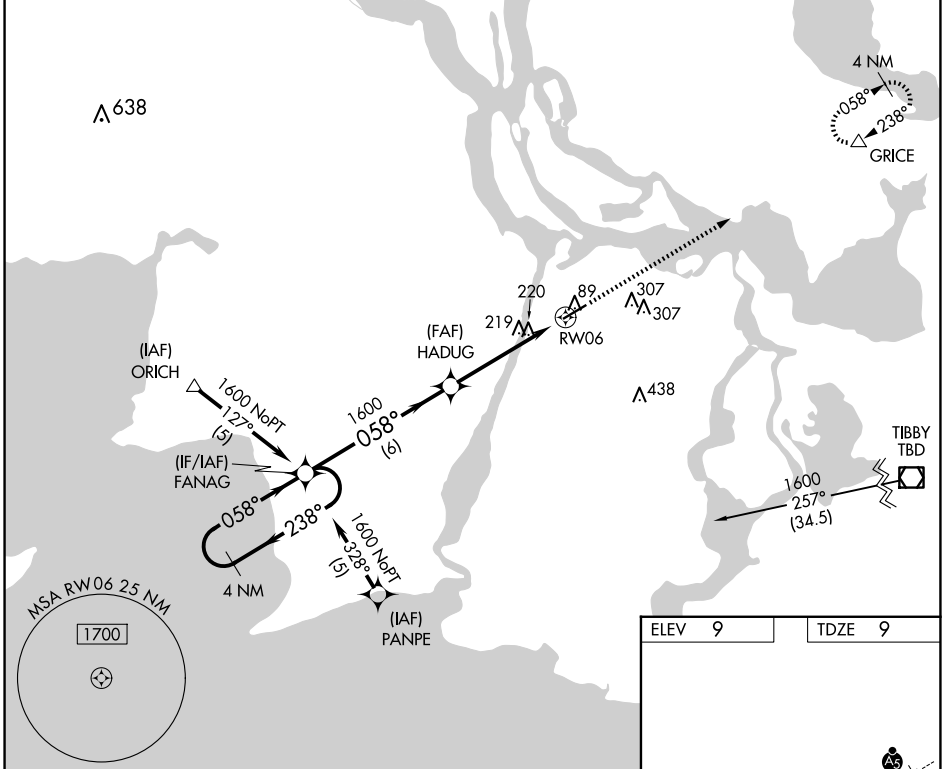 638
4 NM
058°
238°
GRICE
89
220
219
307
307
RW06
(FAF)
HADUG
(IAF)
ORICH
1600 NoPT
127°
(5)
1600
058°
(6)
438
(IF/IAF)
FANAG
TIBBY
TBD
1600
257°
(34.5)
058°
238°
4 NM
1600 NoPT
328°
(5)
(IAF)
PANPE
MSA RW06 25 NM
1700
ELEV 9
TDZE 9
A5